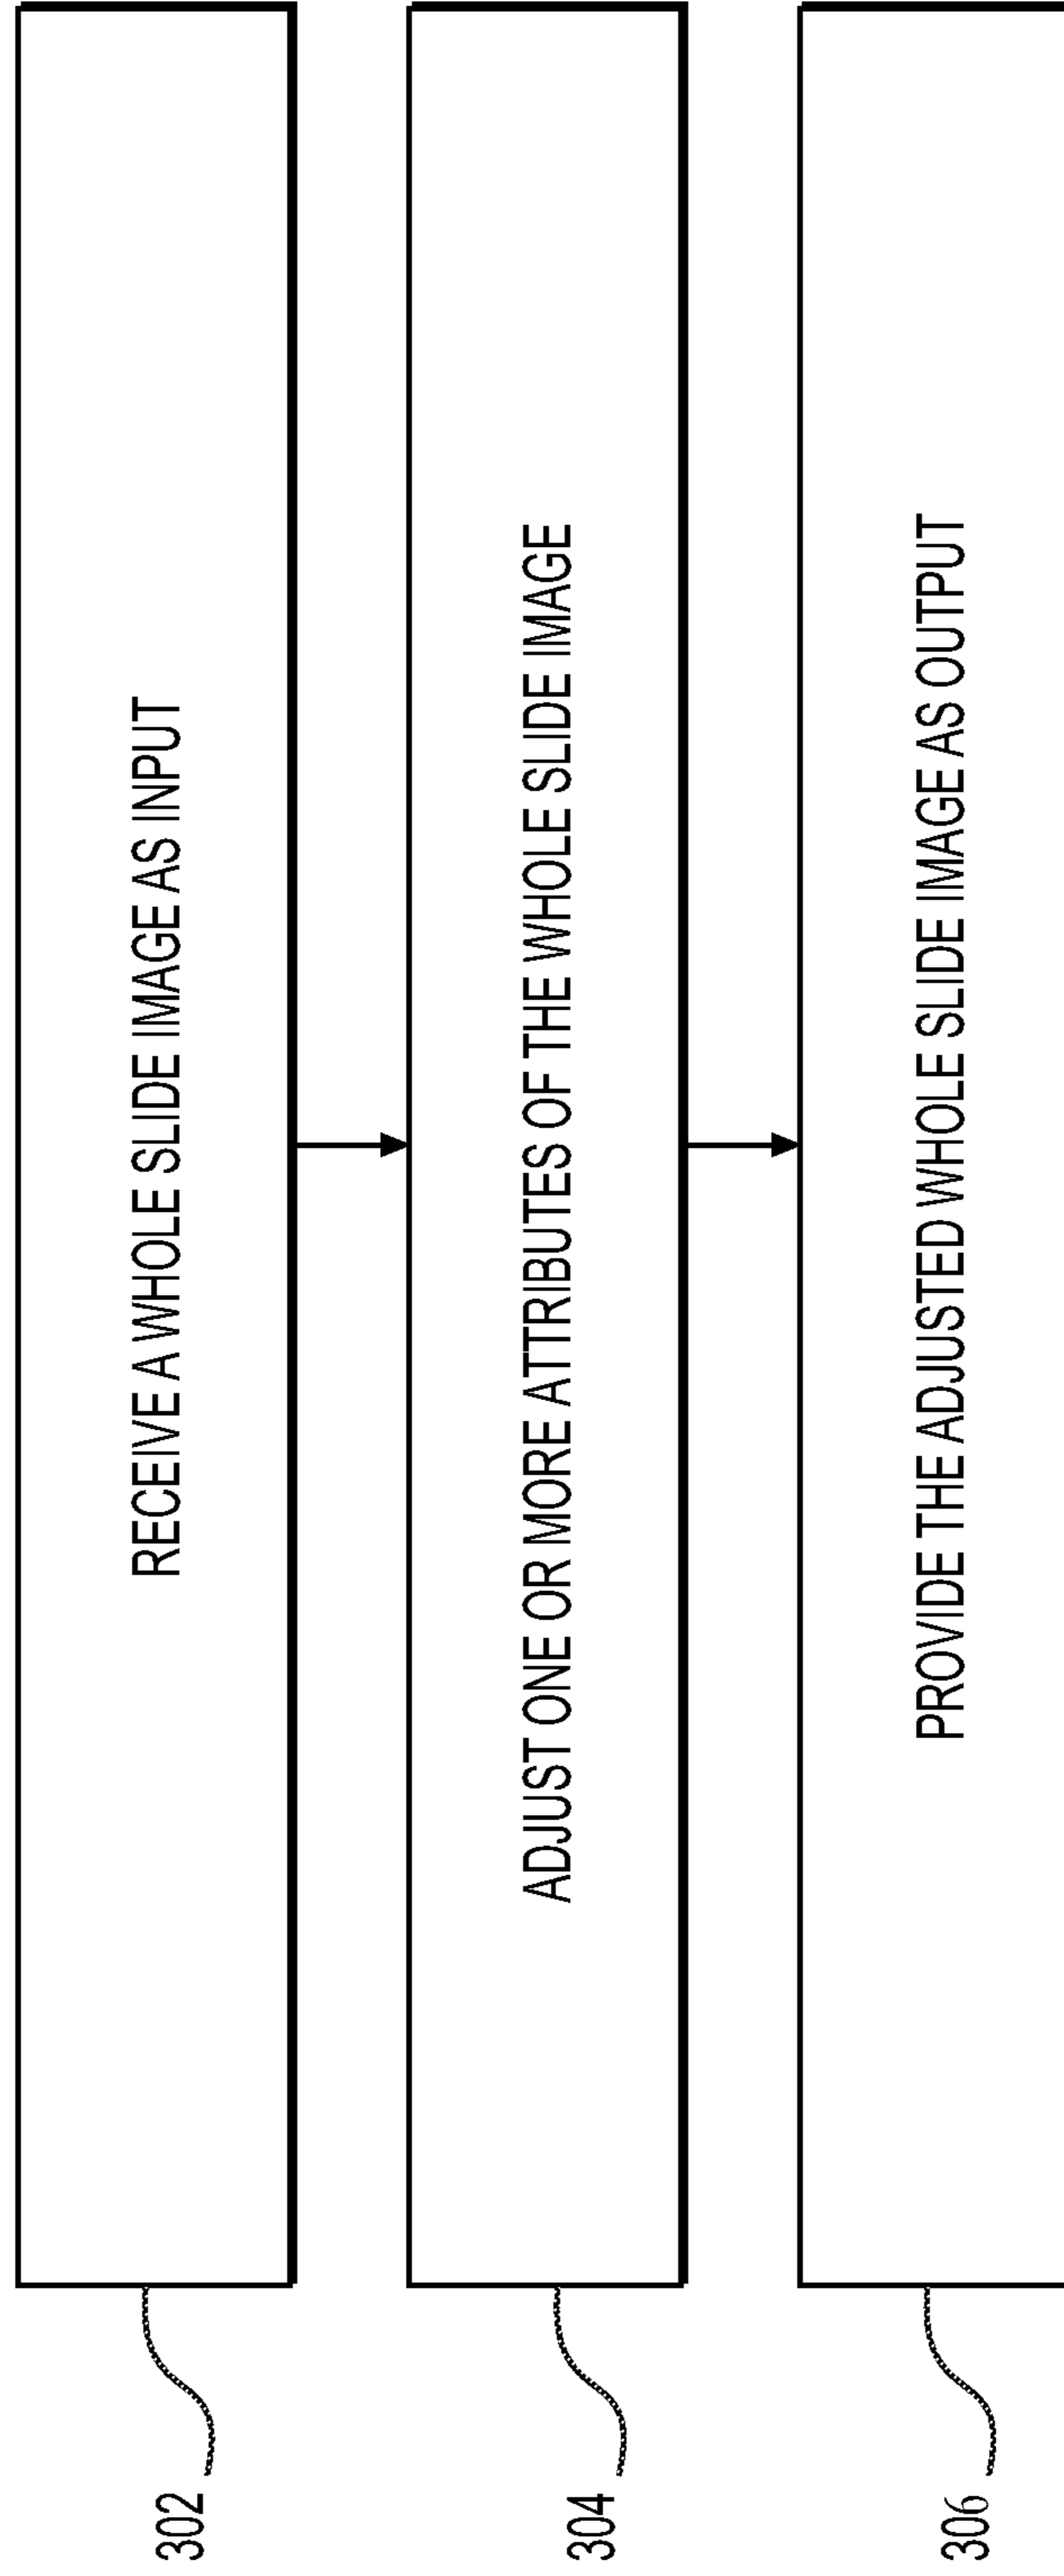 302
RECEIVE A WHOLE SLIDE IMAGE AS INPUT
304
ADJUST ONE OR MORE ATTRIBUTES OF THE WHOLE SLIDE IMAGE
306
PROVIDE THE ADJUSTED WHOLE SLIDE IMAGE AS OUTPUT